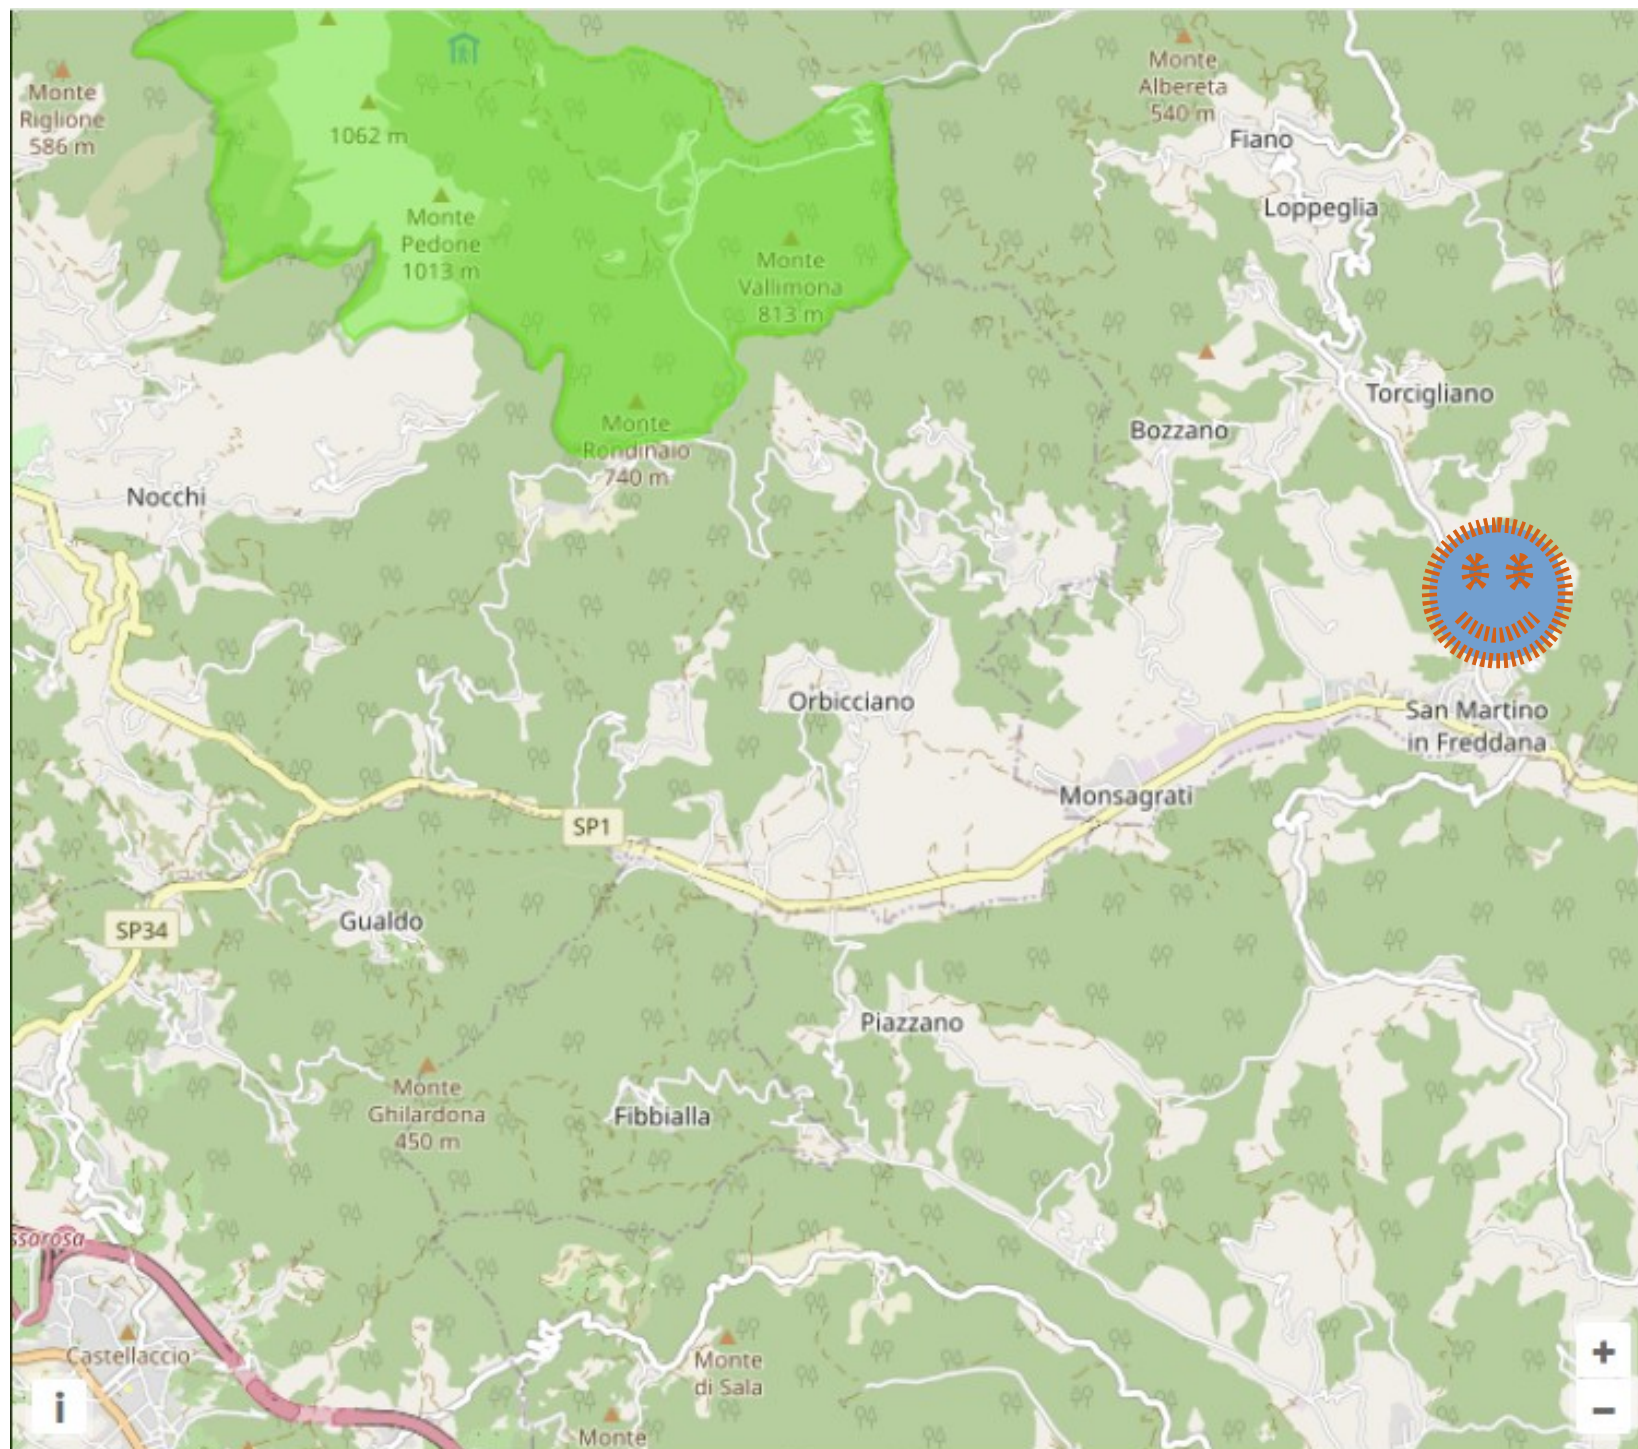 Monte
Riglione
586 m
1062 m
Monte
Pedone
1013 m
Monte
Vallimona
813 m
Monte
Albereta
540 m
Fiano
Loppeglia
Torcigliano
Bozzano
Monte
Rondinaio
740 m
Nocchi
Orbicciano
San Martino
in Freddana
Monsagrati
SP1
Gualdo
SP34
Piazzano
Monte
Ghilardona
450 m
Fibbialla
ssarosa
Castellaccio
Monte
di Sala
Monte
i
+
−